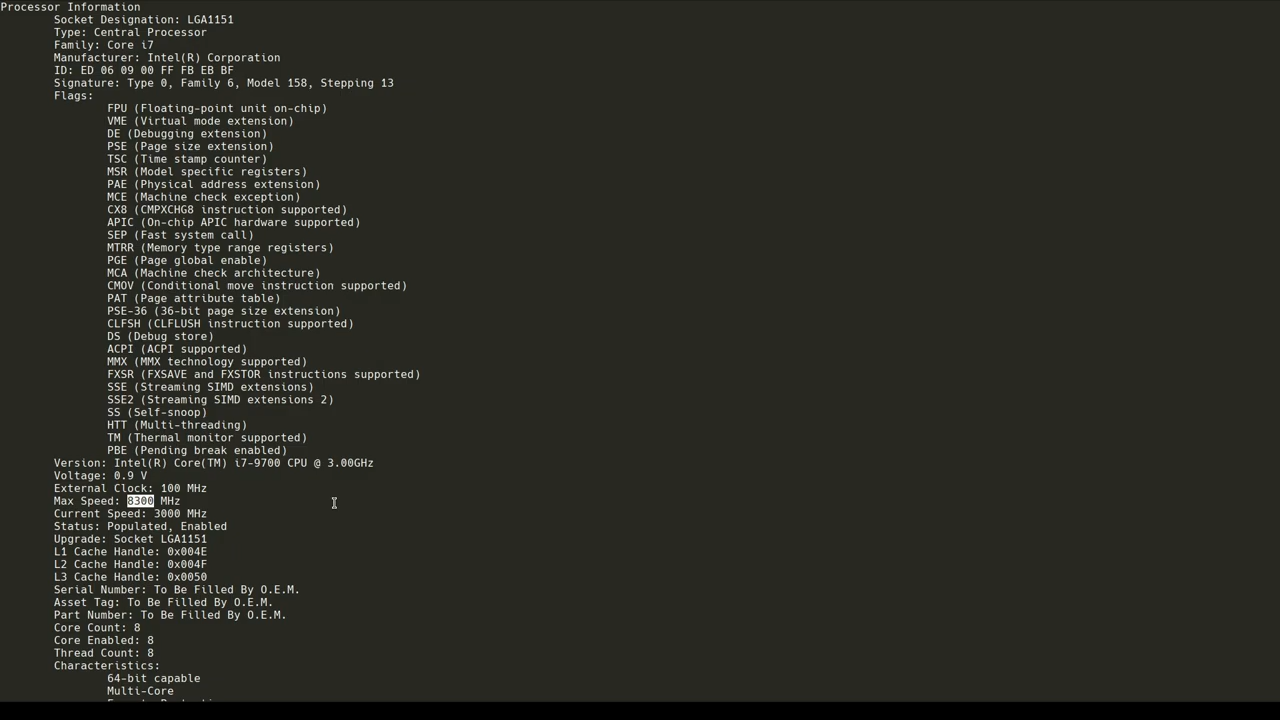 Processor Information
Socket Designation: LGA1151
Type: Central Processor
Family: Core i7
Manufacturer: Intel(R) Corporation
ID: ED 06 09 00 FF FB EB BF
Signature: Type 0, Family 6, Model 158, Stepping 13
Flags:
FPU (Floating-point unit on-chip)
VME (Virtual mode extension)
DE (Debugging extension)
PSE (Page size extension)
TSC (Time stamp counter)
MSR (Model specific registers)
PAE (Physical address extension)
MCE (Machine check exception)
CX8 (CMPXCHG8 instruction supported)
APIC (On-chip APIC hardware supported)
SEP (Fast system call)
MTRR (Memory type range registers)
PGE (Page global enable)
MCA (Machine check architecture)
CMOV (Conditional move instruction supported)
PAT (Page attribute table)
PSE-36 (36-bit page size extension)
CLFSH (CLFLUSH instruction supported)
DS (Debug store)
ACPI (ACPI supported)
MMX (MMX technology supported)
FXSR (FXSAVE and FXSTOR instructions supported)
SSE (Streaming SIMD extensions)
SSE2 (Streaming SIMD extensions 2)
SS (Self-snoop)
HTT (Multi-threading)
TM (Thermal monitor supported)
PBE (Pending break enabled)
Version: Intel(R) Core(TM) i7-9700 CPU @ 3.00GHz
Voltage: 0.9 V
External Clock: 100 MHz
Max Speed: 8300 MHz
Current Speed: 3000 MHz
Status: Populated, Enabled
Upgrade: Socket LGA1151
L1 Cache Handle: 0x004E
L2 Cache Handle: 0x004F
L3 Cache Handle: 0x0050
Serial Number: To Be Filled By O.E.M.
Asset Tag: To Be Filled By O.E.M.
Part Number: To Be Filled By O.E.M.
Core Count: 8
Core Enabled: 8
Thread Count: 8
Characteristics:
64-bit capable
Multi-Core